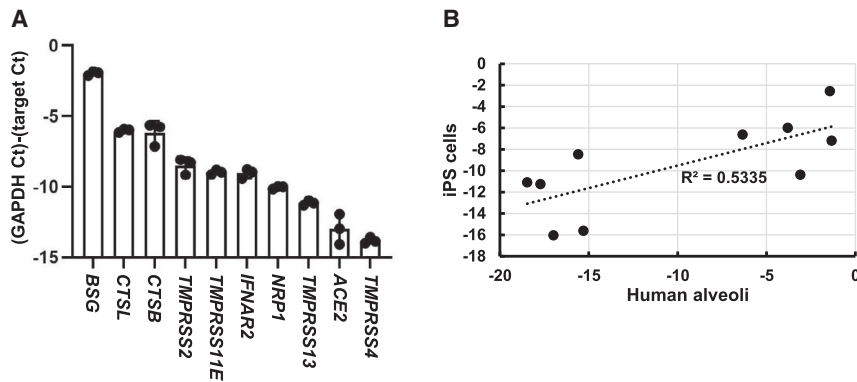 A
(GAPDH Ct)-(target Ct)
0
-5
-10
-15
BSG
CTSL
CTSB
TMPRSS2
TMPRSS11E
IFNAR2
NRP1
TMPRSS13
ACE2
TMPRSS4
B
iPS cells
0
-2
-4
-6
-8
-10
-12
-14
-16
-18
R² = 0.5335
-20
-15
-10
-5
0
Human alveoli